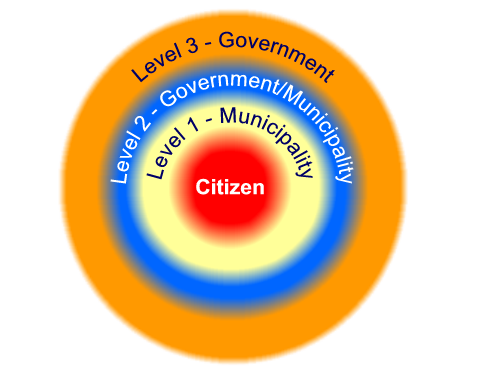 Level 3 - Government
Level 2 - Government/Municipality
Level 1 - Municipality
Citizen